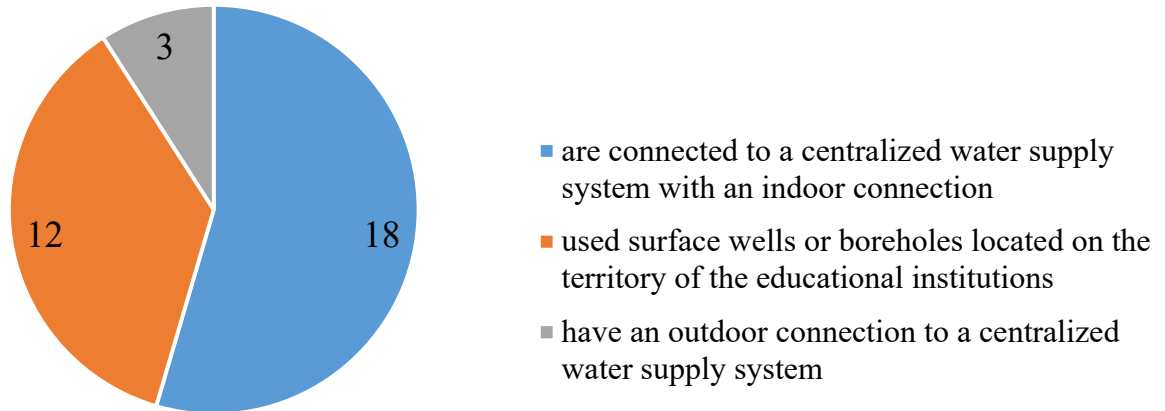 3
12
18
are connected to a centralized water supply
system with an indoor connection
used surface wells or boreholes located on the
territory of the educational institutions
have an outdoor connection to a centralized
water supply system